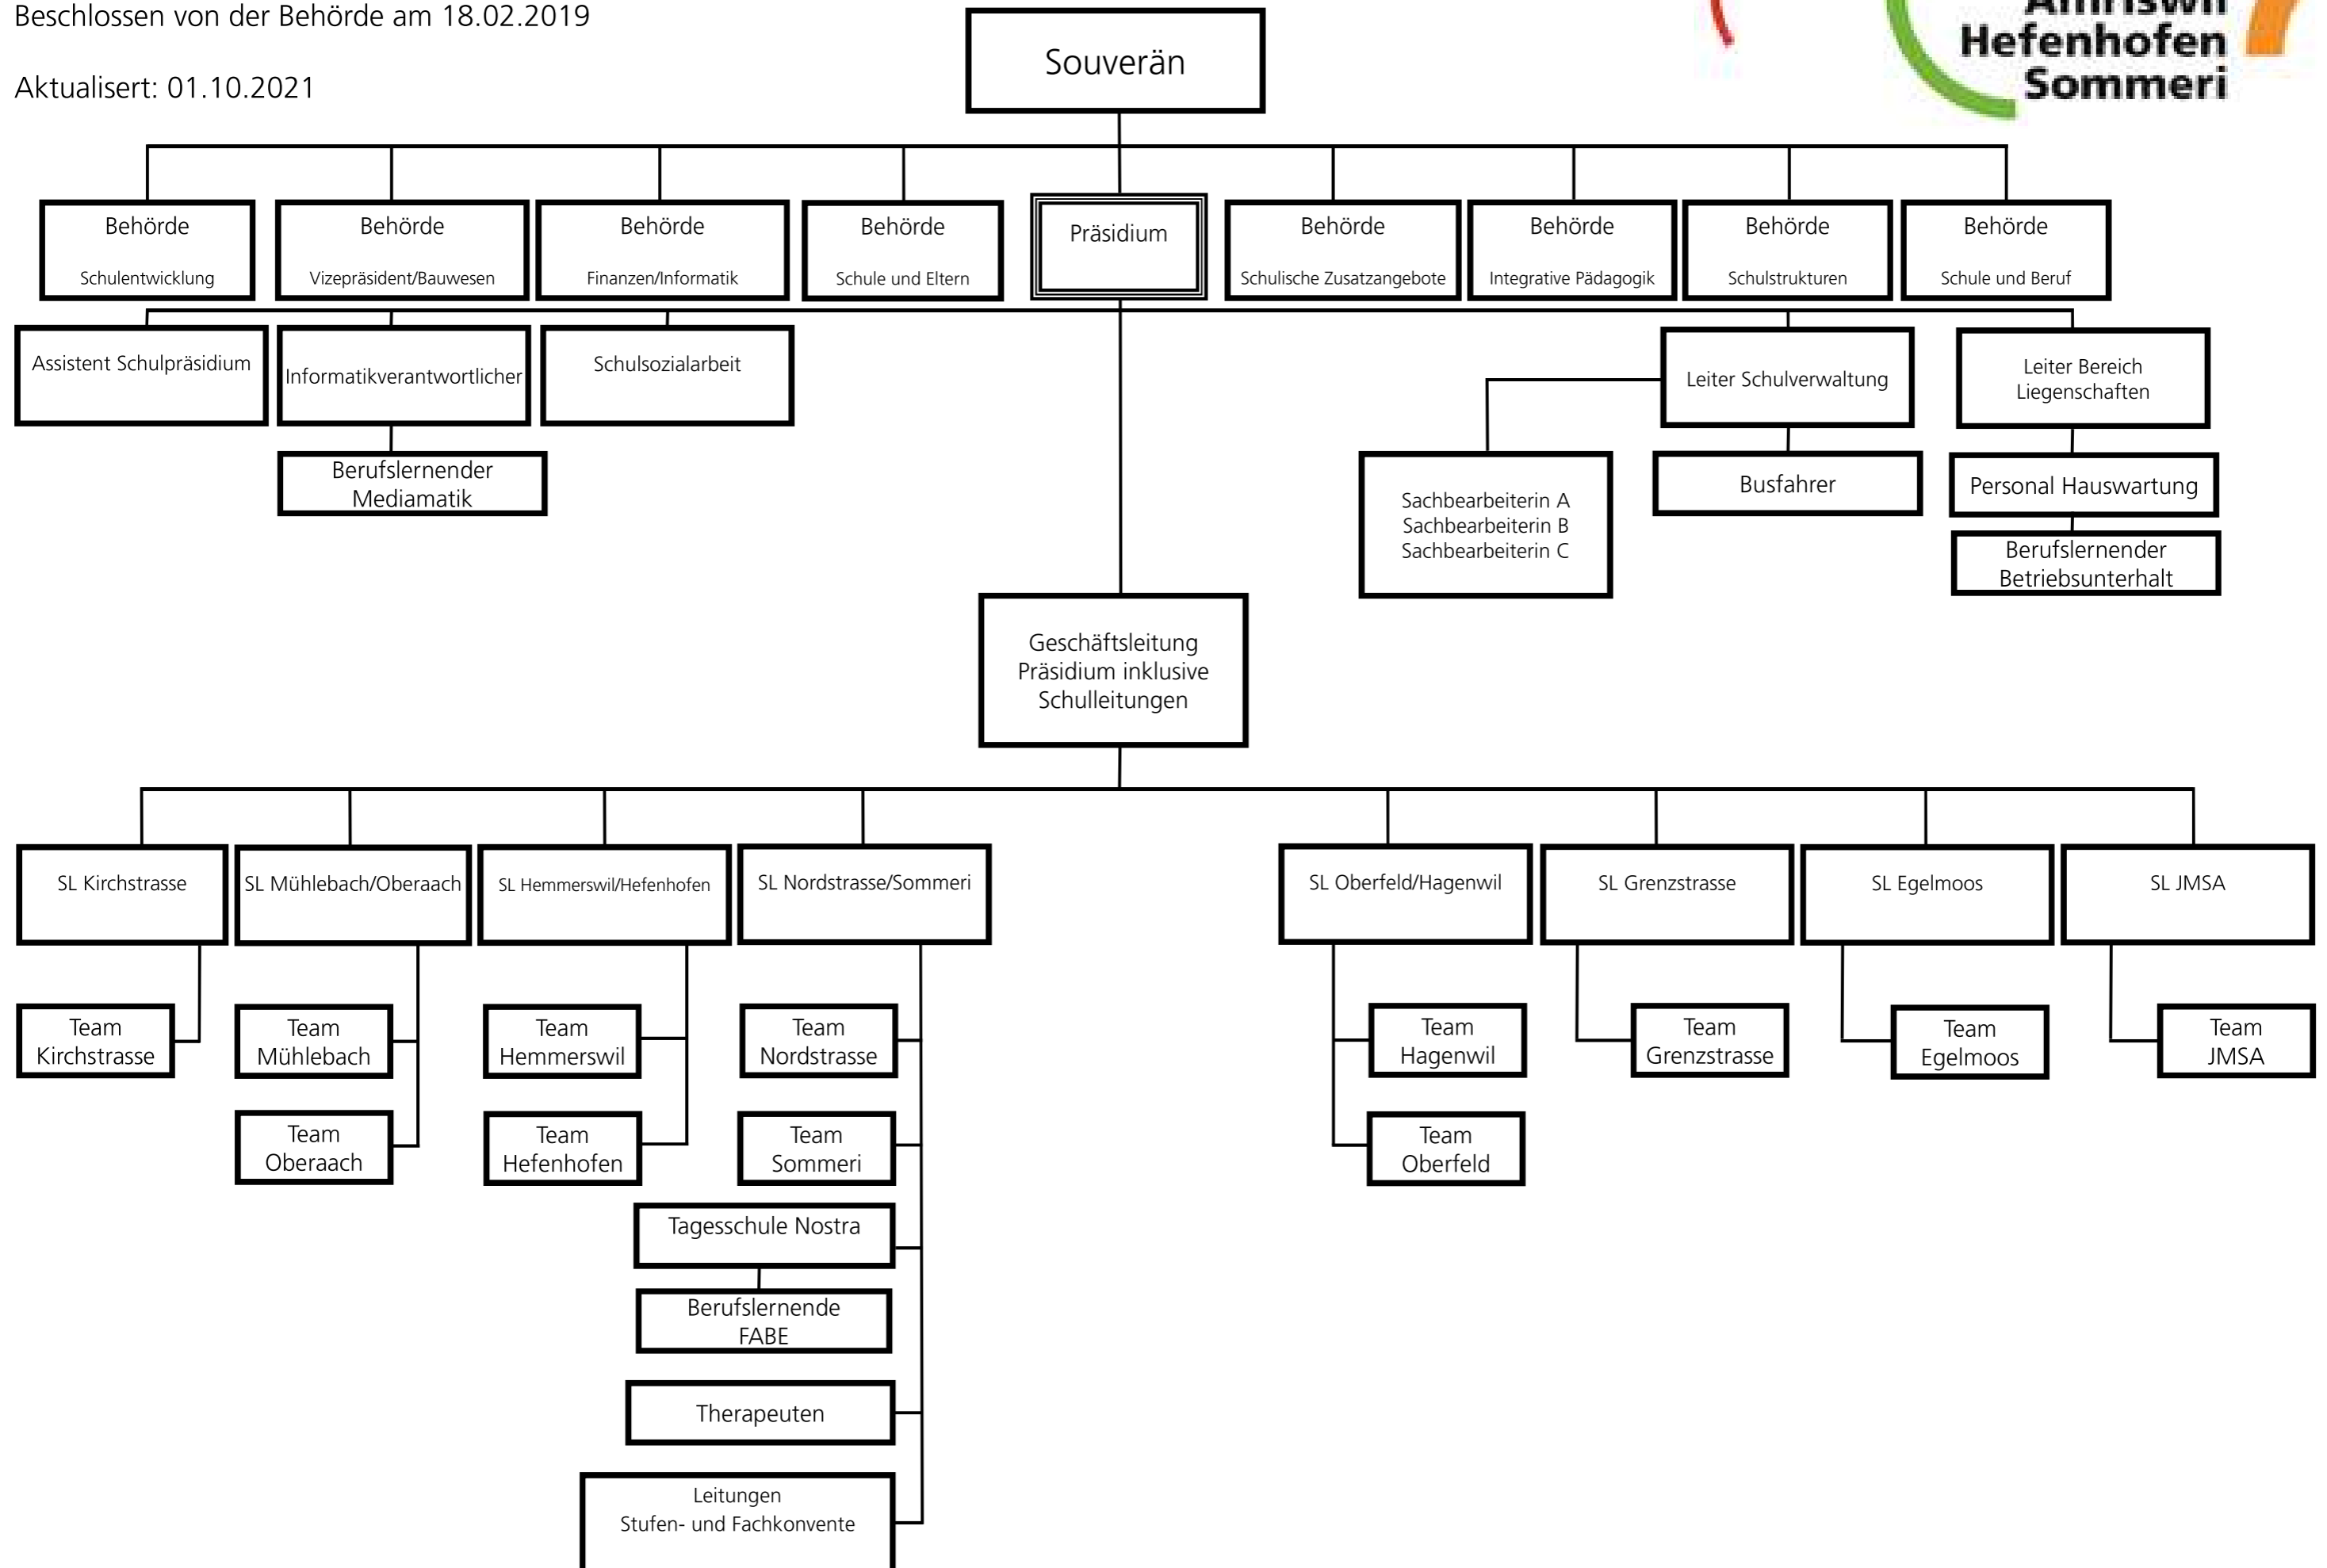 Beschlossen von der Behörde am 18.02.2019
Aktualisert: 01.10.2021
Hefenhofen
Sommeri
Souverän
Behörde
Schulentwicklung
Behörde
Vizepräsident/Bauwesen
Behörde
Finanzen/Informatik
Behörde
Schule und Eltern
Präsidium
Behörde
Schulische Zusatzangebote
Behörde
Integrative Pädagogik
Behörde
Schulstrukturen
Behörde
Schule und Beruf
Assistent Schulpräsidium
Informatikverantwortlicher
Schulsozialarbeit
Leiter Schulverwaltung
Leiter Bereich
Liegenschaften
Berufslernender
Mediamatik
Sachbearbeiterin A
Sachbearbeiterin B
Sachbearbeiterin C
Busfahrer
Personal Hauswartung
Berufslernender
Betriebsunterhalt
Geschäftsleitung
Präsidium inklusive
Schulleitungen
SL Kirchstrasse
SL Mühlebach/Oberaach
SL Hemmerswil/Hefenhofen
SL Nordstrasse/Sommeri
SL Oberfeld/Hagenwil
SL Grenzstrasse
SL Egelmoos
SL JMSA
Team
Kirchstrasse
Team
Mühlebach
Team
Hemmerswil
Team
Nordstrasse
Team
Hagenwil
Team
Grenzstrasse
Team
Egelmoos
Team
JMSA
Team
Oberaach
Team
Hefenhofen
Team
Sommeri
Team
Oberfeld
Tagesschule Nostra
Berufslernende
FABE
Therapeuten
Leitungen
Stufen- und Fachkonvente